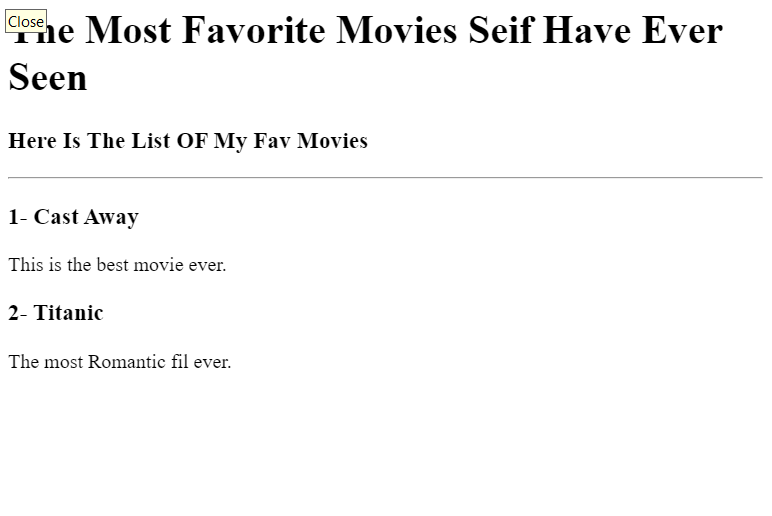 Close
The Most Favorite Movies Seif Have Ever
Seen
Here Is The List OF My Fav Movies
1- Cast Away
This is the best movie ever.
2- Titanic
The most Romantic fil ever.